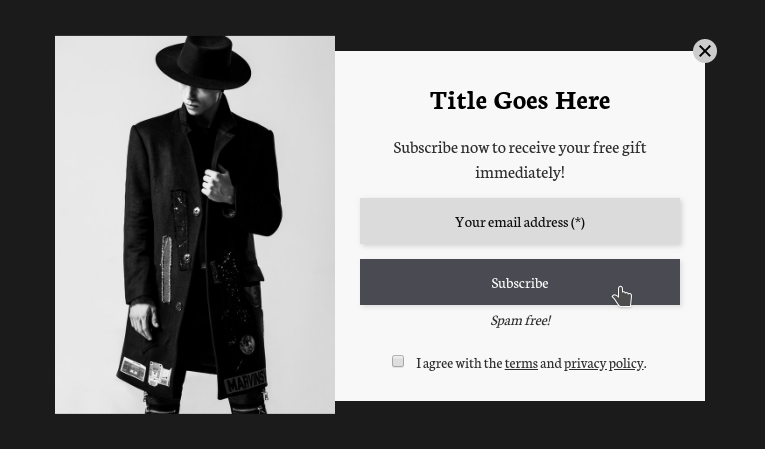 Title Goes Here
Subscribe now to receive your free gift
immediately!
Your email address (*)
Subscribe
Spam free!
I agree with the terms and privacy policy.
MARVINS